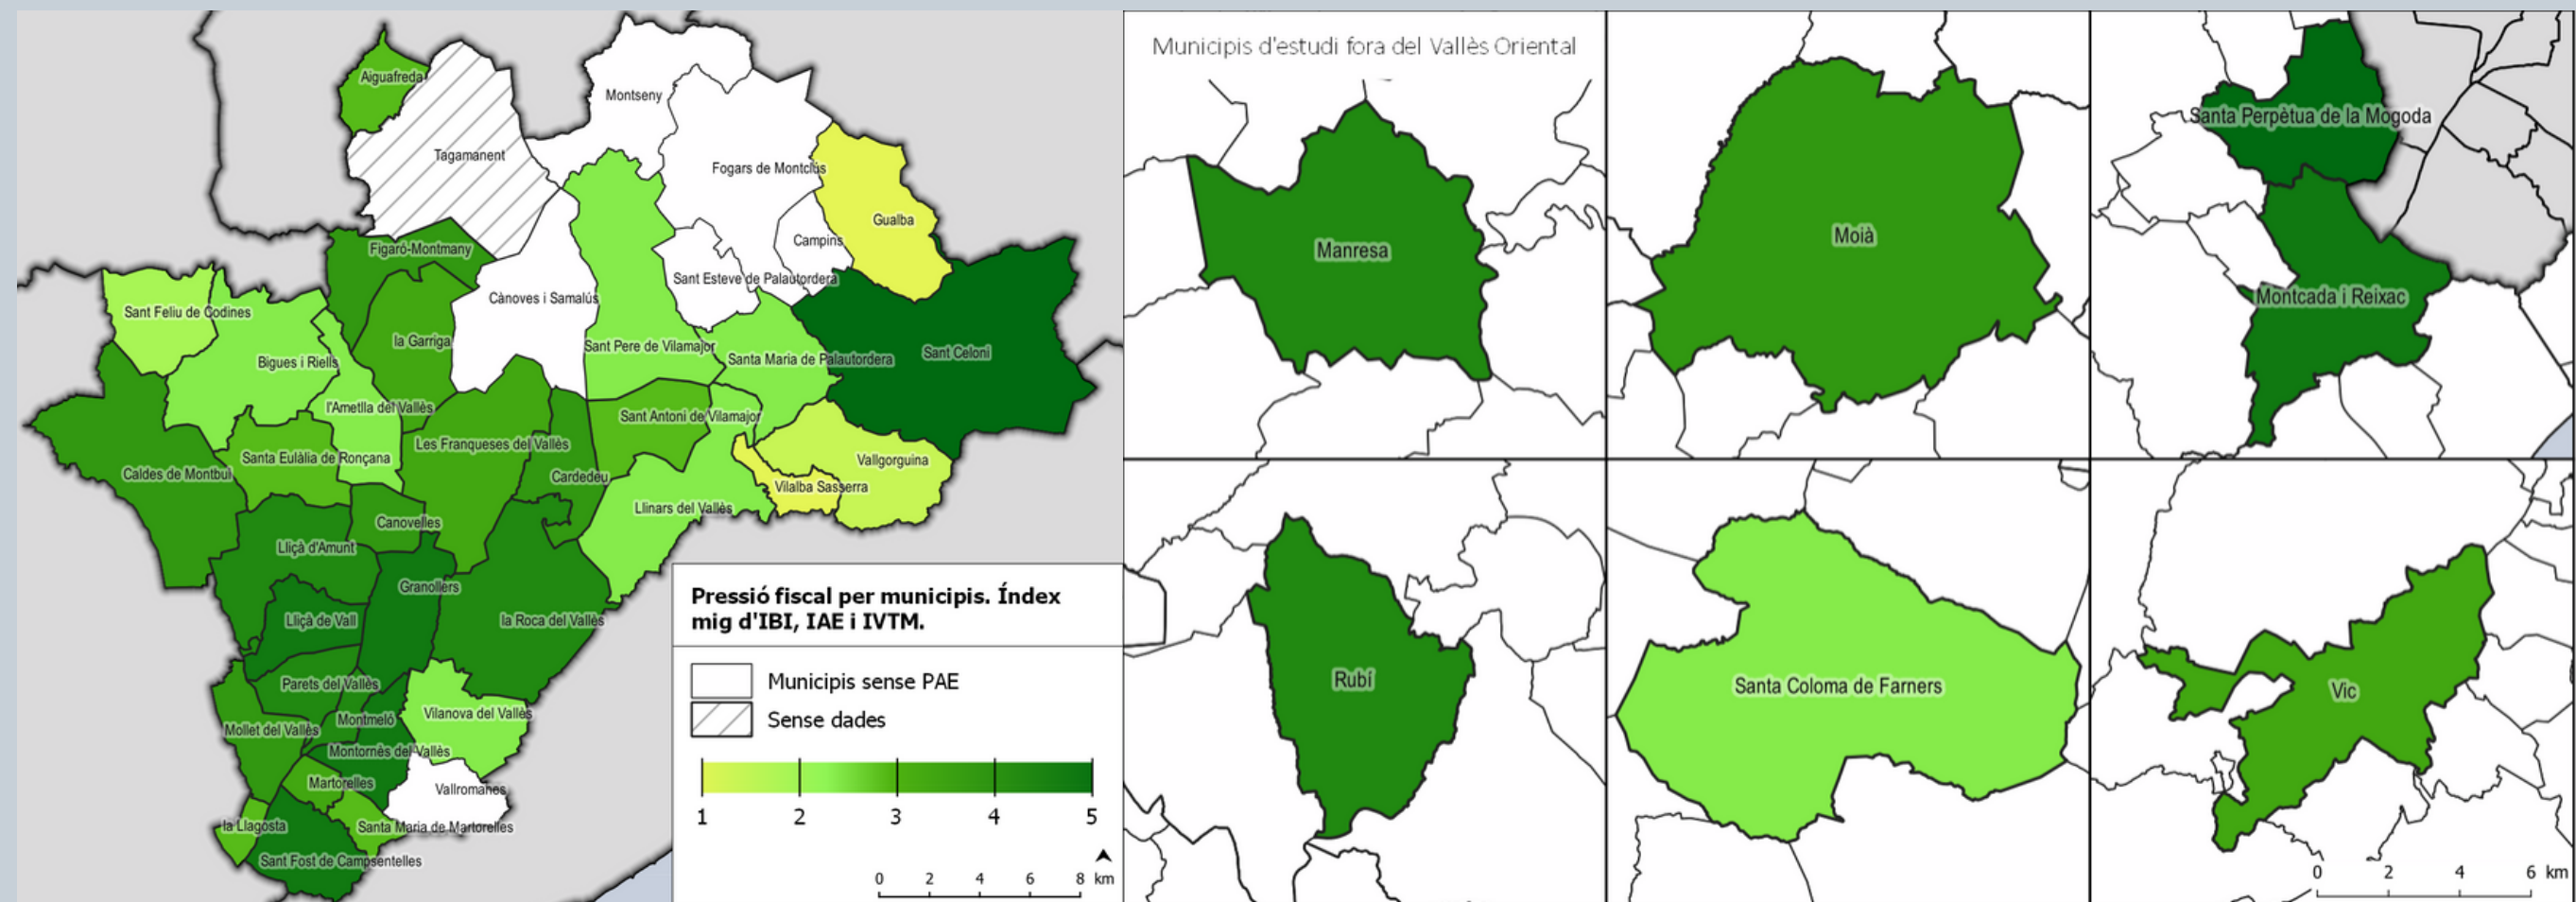 Aiguafreda
Tagamanent
Montseny
Fogars de Montclús
Gualba
Campins
Figaró-Montmany
Sant Esteve de Palautordera
Cànoves i Samalús
Sant Feliu de Codines
la Garriga
Sant Pere de Vilamajor
Santa Maria de Palautordera
Sant Celoni
Bigues i Riells
l'Ametlla del Vallès
Sant Antoni de Vilamajor
Les Franqueses del Vallès
Santa Eulàlia de Ronçana
Vallgorguina
Caldes de Montbui
Cardedeu
Vilalba Sasserra
Llinars del Vallès
Canovelles
Lliçà d'Amunt
Granollers
Lliçà de Vall
la Roca del Vallès
Parets del Vallès
Vilanova del Vallès
Montmeló
Mollet del Vallès
Montornès del Vallès
Martorelles
Vallromanes
la Llagosta
Santa Maria de Martorelles
Sant Fost de Campsentelles
Pressió fiscal per municipis. Índex
mig d'IBI, IAE i IVTM.
Municipis sense PAE
Sense dades
1 2 3 4 5
0 2 4 6 8 km
Municipis d'estudi fora del Vallès Oriental
Manresa
Moià
Santa Perpètua de la Mogoda
Montcada i Reixac
Rubí
Santa Coloma de Farners
Vic
0 2 4 6 km